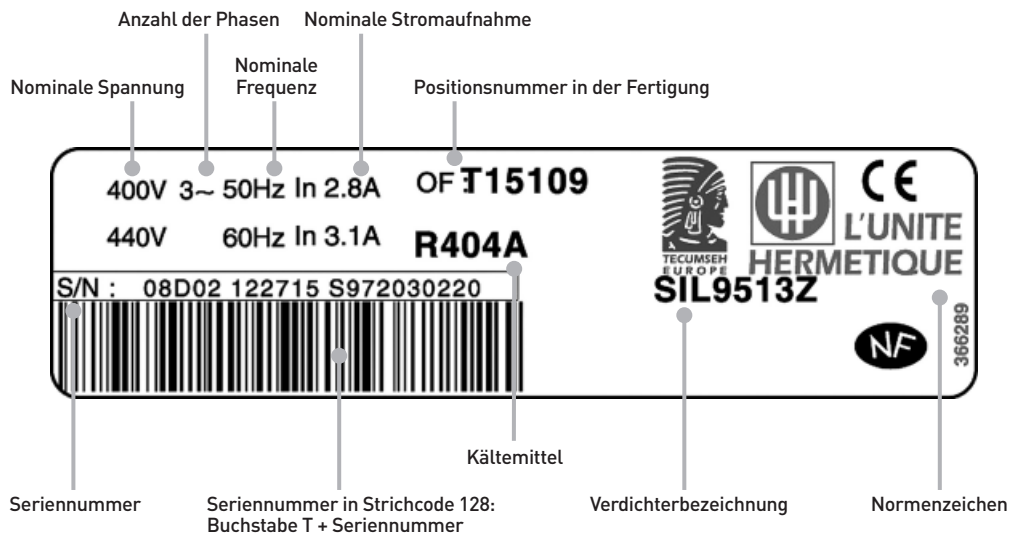 Anzahl der Phasen
Nominale Stromaufnahme
Nominale Spannung
Nominale
Frequenz
Positionsnummer in der Fertigung
400V 3~ 50Hz In 2.8A
OF : T15109
440V 60Hz In 3.1A
R404A
TECUMSEH
EUROPE
CE
L'UNITE
HERMETIQUE
S/N : 08D02 122715 S972030220
SIL9513Z
NF
366289
Kältemittel
Seriennummer
Seriennummer in Strichcode 128:
Buchstabe T + Seriennummer
Verdichterbezeichnung
Normenzeichen